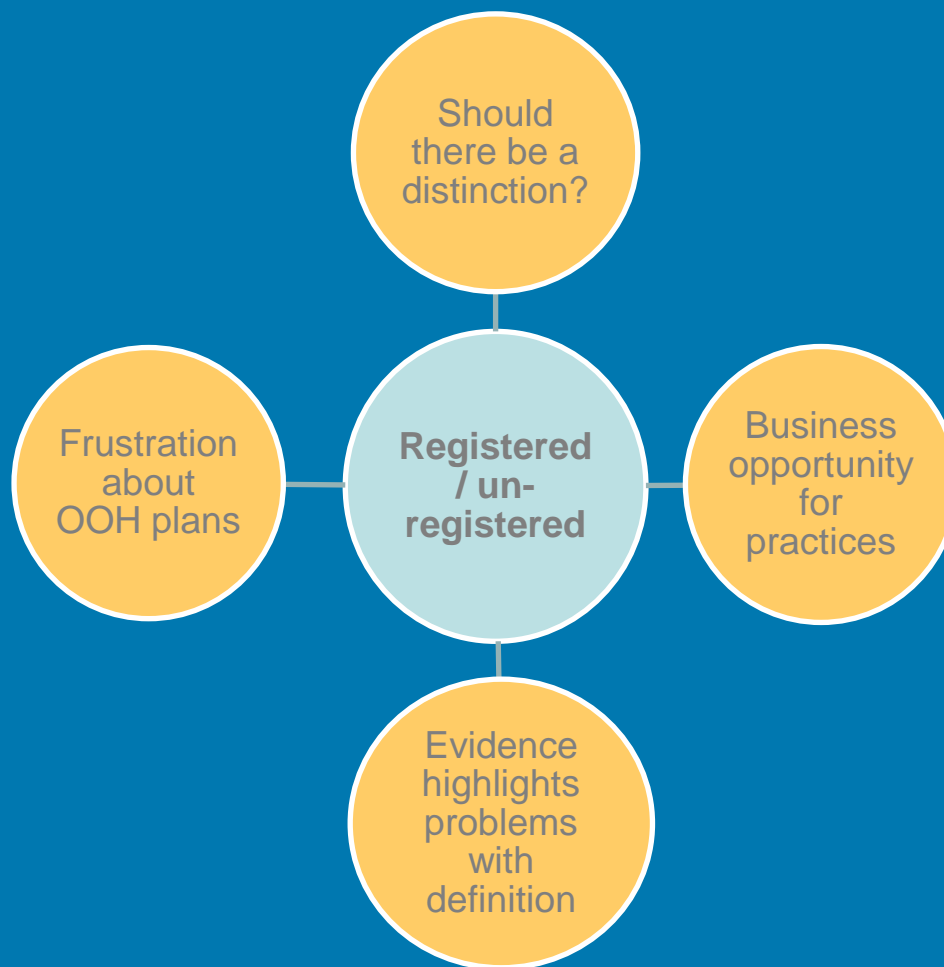 Should
there be a
distinction?
Frustration
about
OOH plans
Registered
/ un-
registered
Business
opportunity
for
practices
Evidence
highlights
problems
with
definition